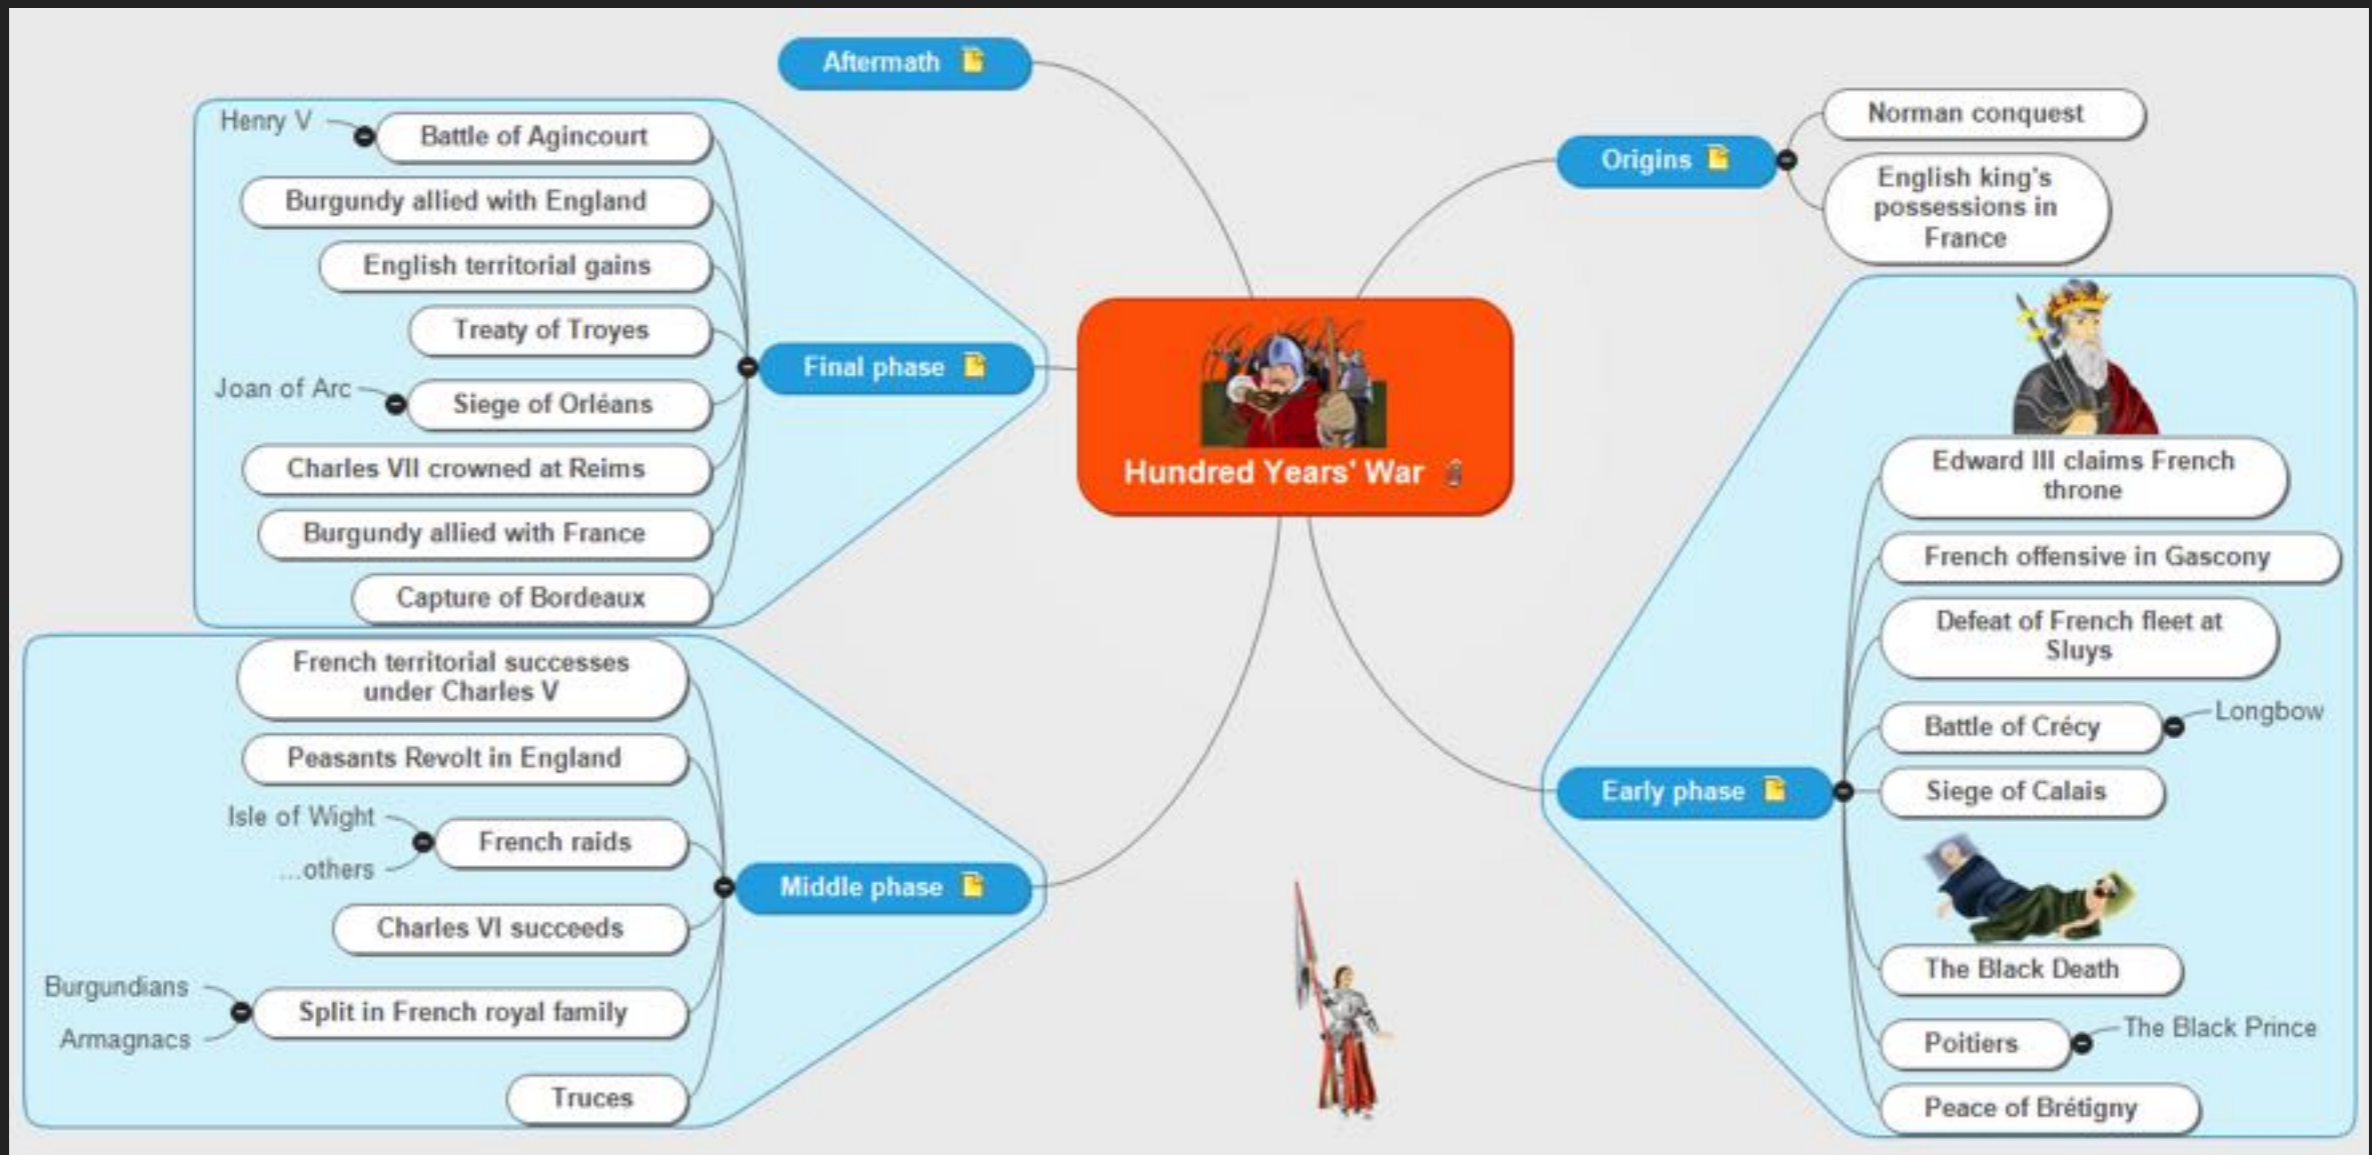 Aftermath
Henry V
Battle of Agincourt
Burgundy allied with England
English territorial gains
Treaty of Troyes
Joan of Arc
Siege of Orléans
Charles VII crowned at Reims
Burgundy allied with France
Capture of Bordeaux
Final phase
Hundred Years' War
Origins
Norman conquest
English king's
possessions in
France
Edward III claims French
throne
French offensive in Gascony
Defeat of French fleet at
Sluys
Battle of Crécy
Longbow
Early phase
Siege of Calais
The Black Death
Poitiers
The Black Prince
Peace of Brétigny
French territorial successes
under Charles V
Peasants Revolt in England
Isle of Wight
...others
French raids
Middle phase
Charles VI succeeds
Burgundians
Armagnacs
Split in French royal family
Truces